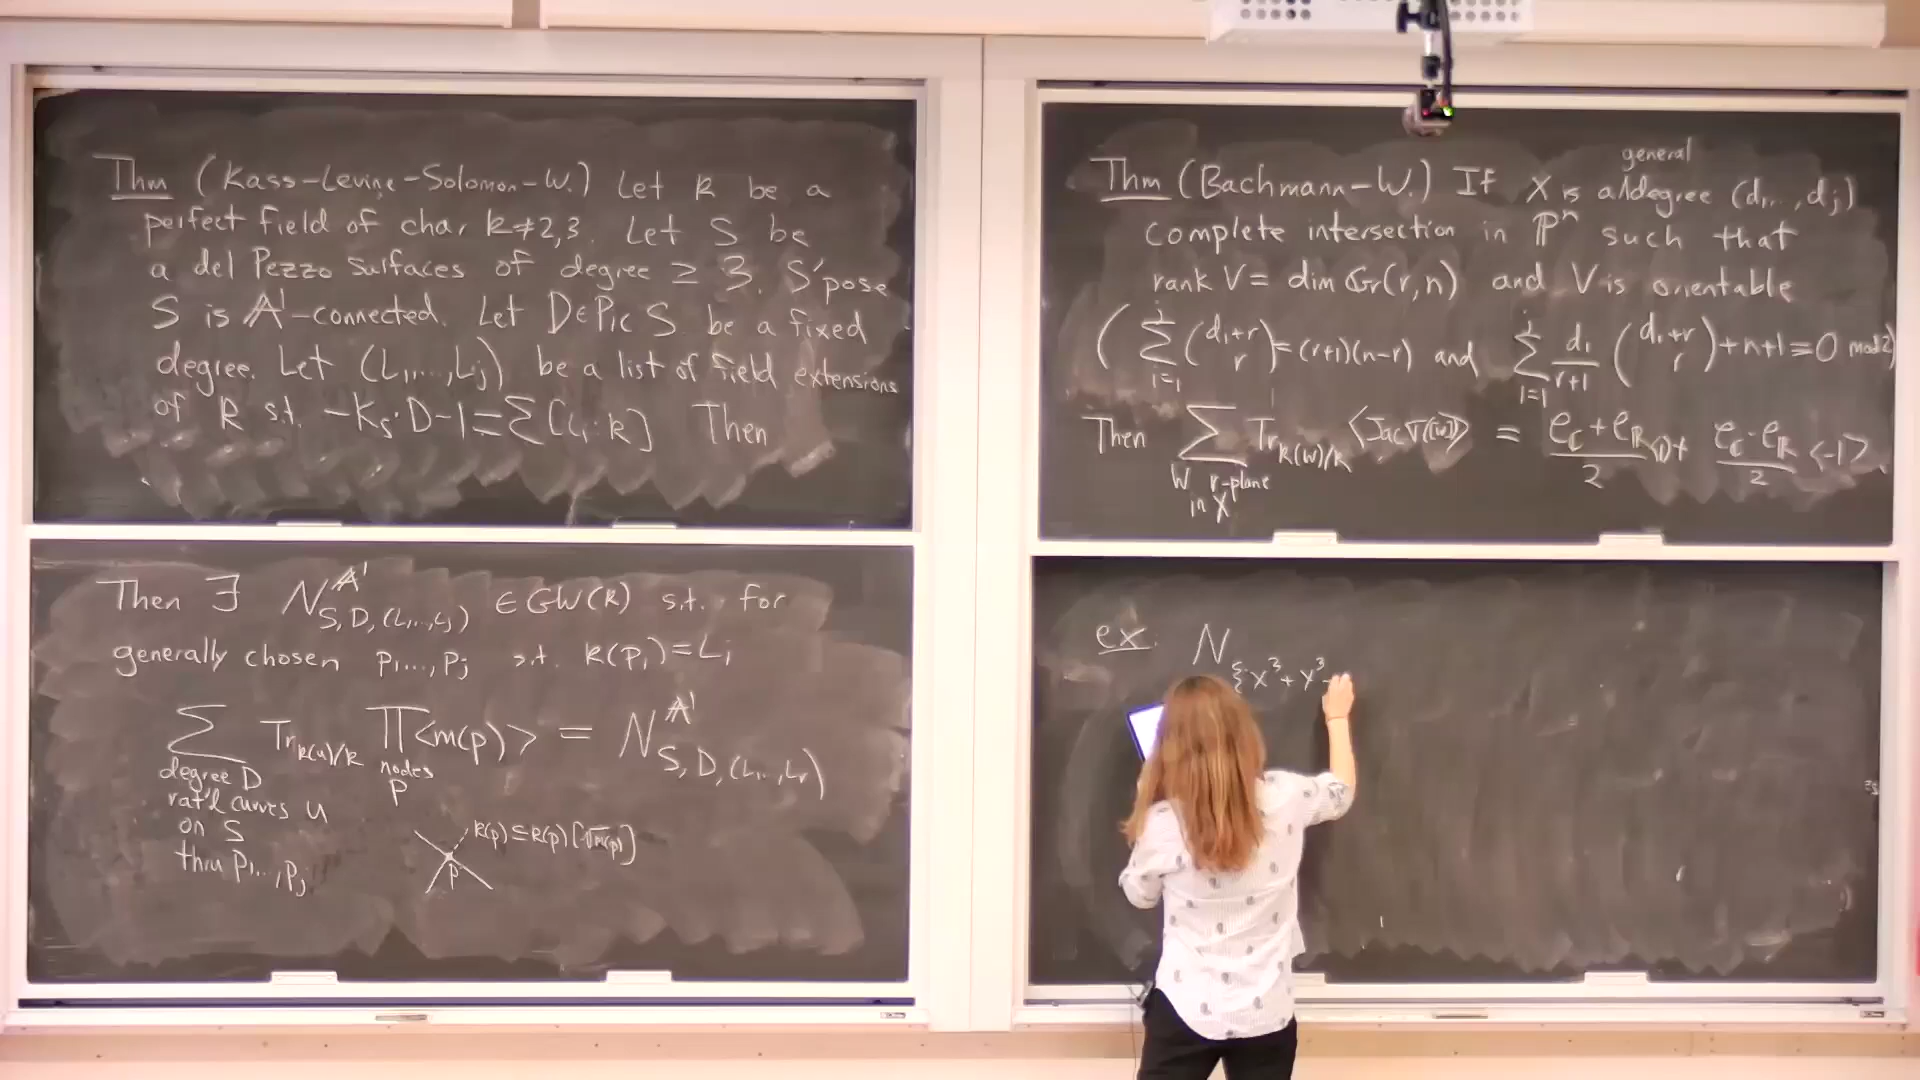 Thm (Kass-Levine-Solomon-W.) Let k be a
perfect field of char k≠2,3. Let S be
a del Pezzo surfaces of degree ≥ 3. S'pose
S is 𝔸¹-connected. Let D∈Pic S be a fixed
degree. Let (L₁,...,Lⱼ) be a list of field extensions
of k s.t. -K_S·D-1=Σ[Lᵢ:k] Then
Then ∃ N^{𝔸¹}_{S,D,(L₁,...,Lⱼ)} ∈GW(k) s.t. for
generally chosen p₁,...,pⱼ s.t. k(pᵢ)=Lᵢ
Σ Tr_{k(u)/k} Π<m(p)> = N^{𝔸¹}_{S,D,(L₁,..,Lᵣ)}
degree D nodes
rat'l curves u p
on S
thru p₁,...,pⱼ
k(p)⊆k(p)[√m(p)]
p
general
Thm (Bachmann-W.) If X is a degree (d₁,..,dⱼ)
complete intersection in ℙⁿ such that
rank V = dim Gr(r,n) and V is orientable
(Σ_{i=1}^{j} (dᵢ+r choose r)=(r+1)(n-r) and Σ_{i=1}^{j} dᵢ/(r+1) (dᵢ+r choose r)+n+1≡0 mod 2)
Then Σ Tr_{k(W)/k} <Jac σ([W])> = (e_ℂ+e_ℝ)/2 <1>+ (e_ℂ-e_ℝ)/2 <-1>
W r-plane
in X
ex: N_{{x³+y³+